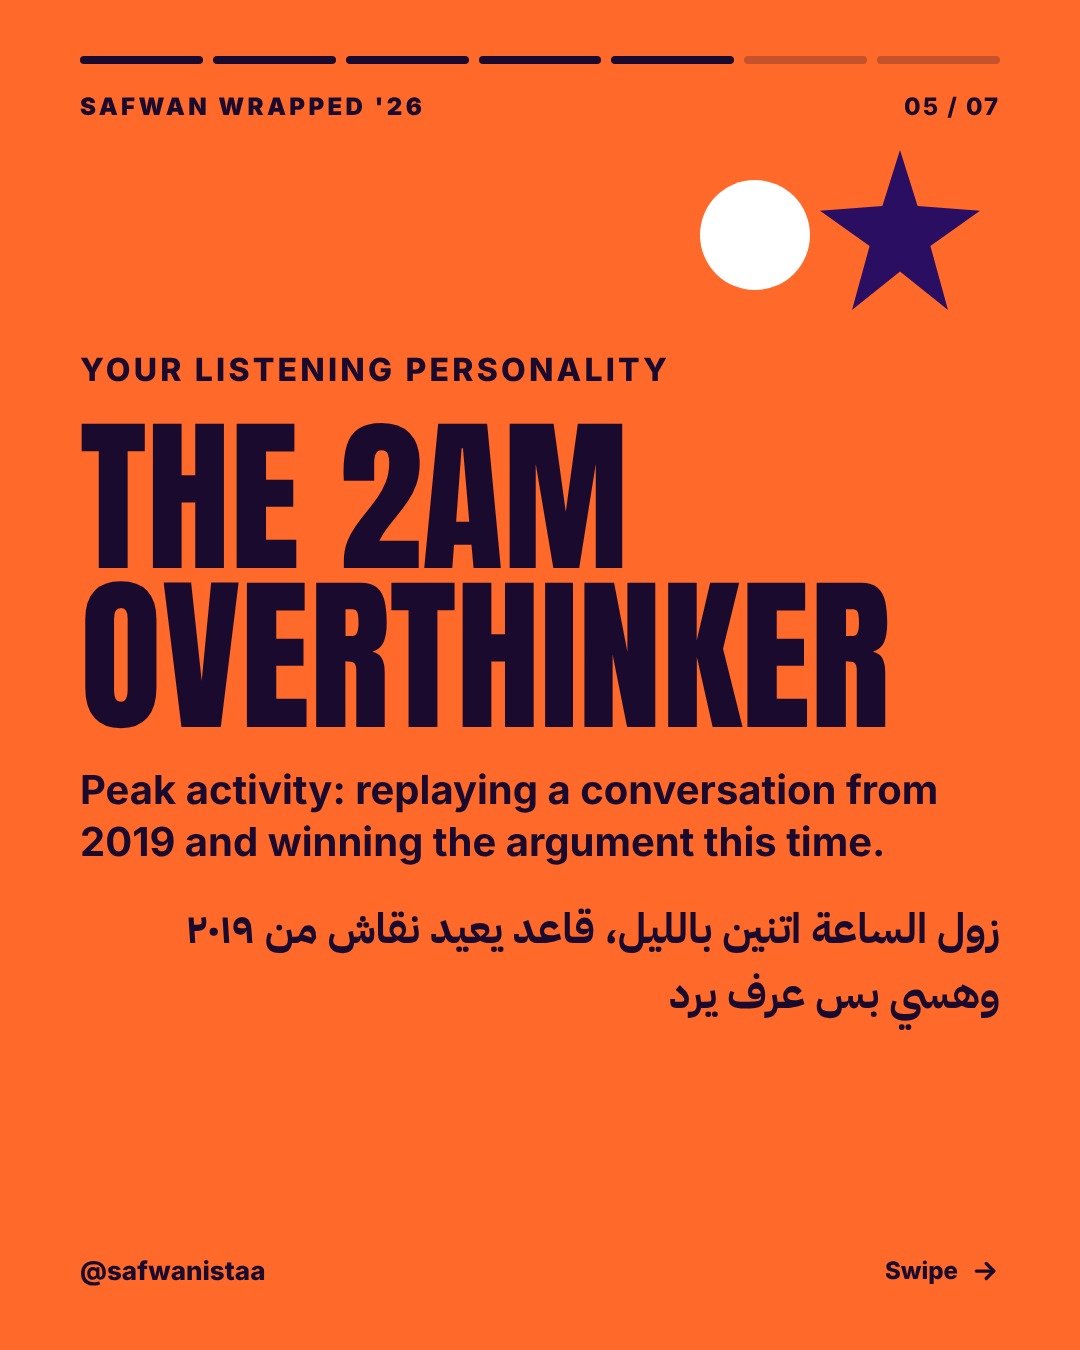 SAFWAN WRAPPED '26
05 / 07
YOUR LISTENING PERSONALITY
THE 2AM
OVERTHINKER
Peak activity: replaying a conversation from
2019 and winning the argument this time.
زول الساعة اتنين بالليل، قاعد يعيد نقاش من ٢٠١٩
وهسي بس عرف يرد
@safwanistaa
Swipe →